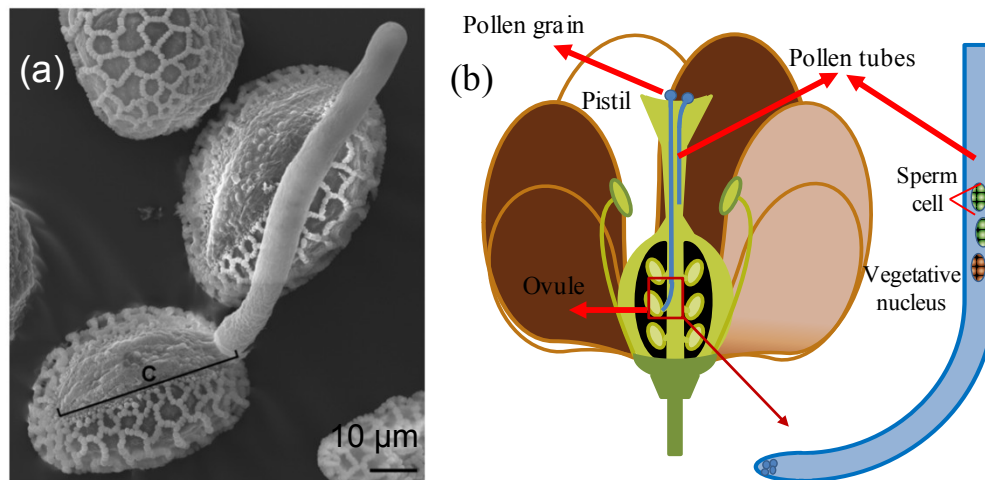 (a)
C
10 μm
(b)
Pollen grain
Pistil
Pollen tubes
Sperm
cell
Vegetative
nucleus
Ovule